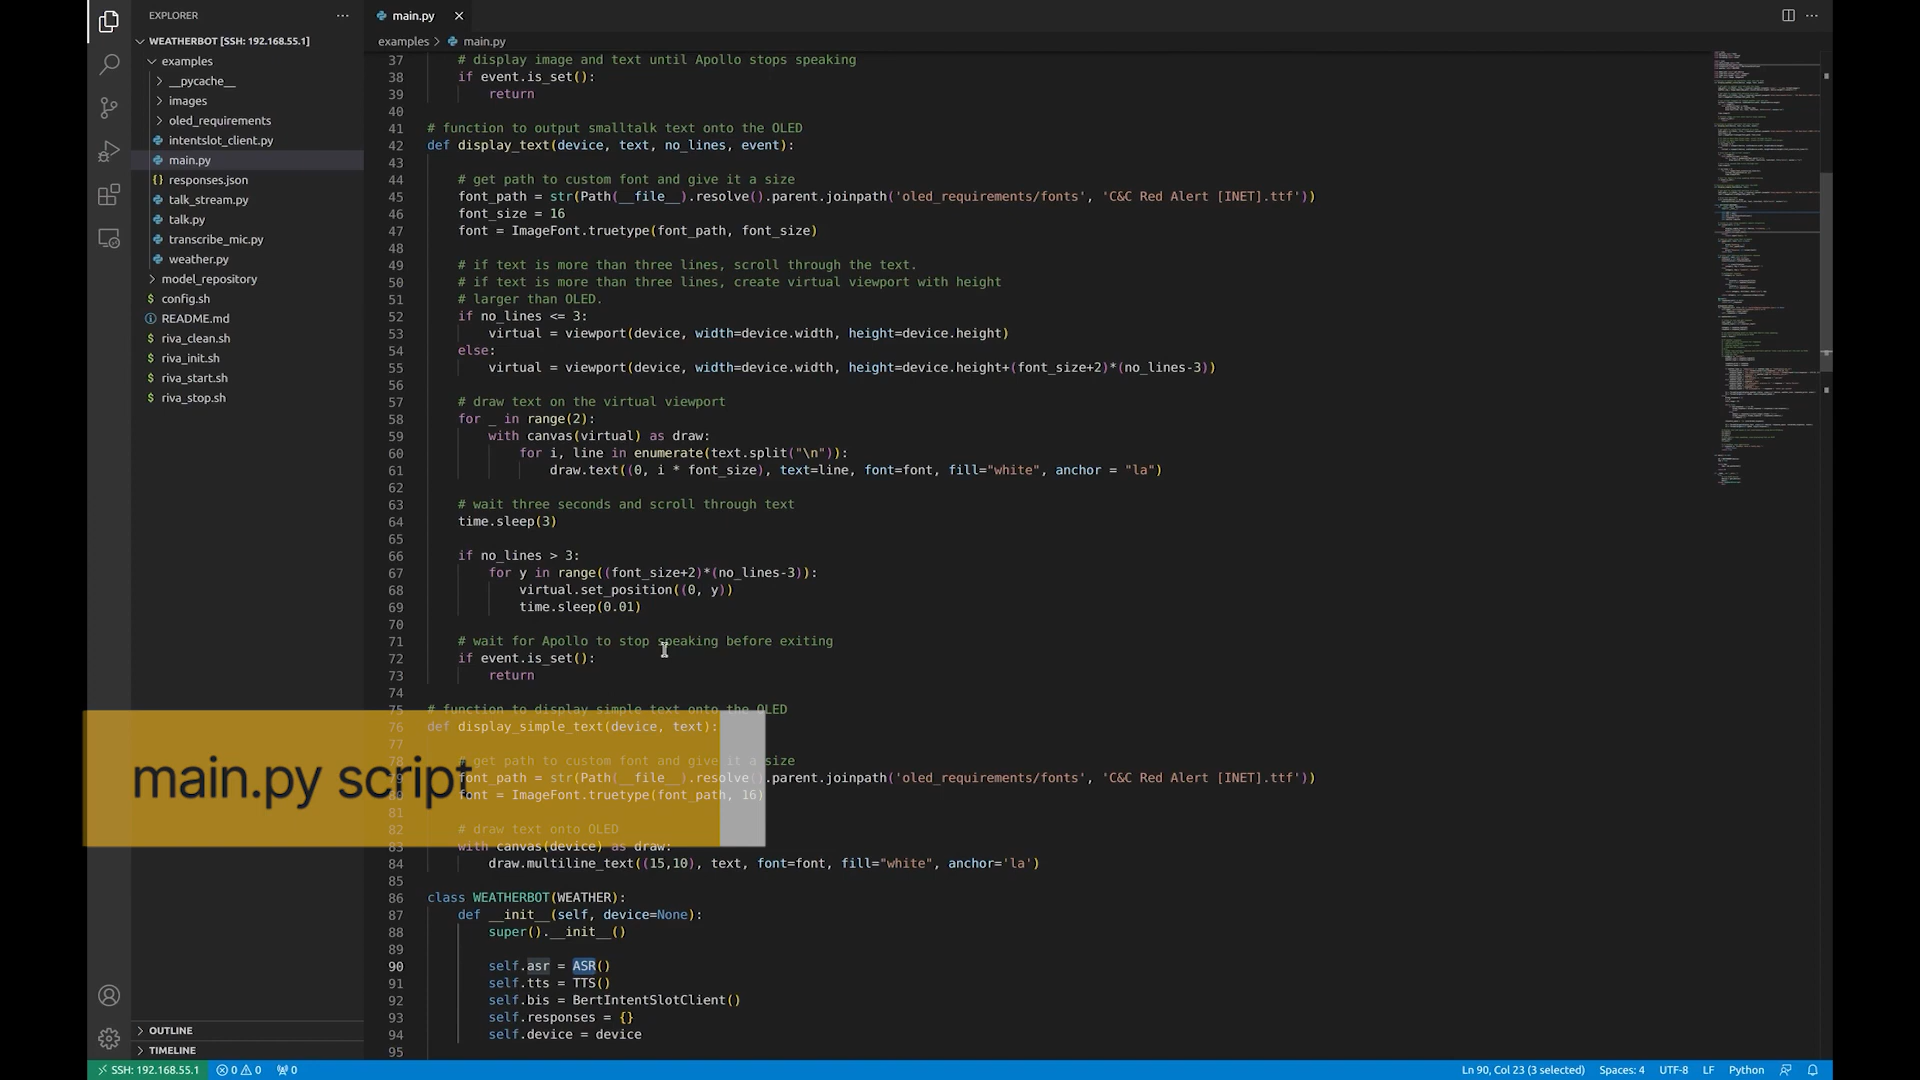 EXPLORER
WEATHERBOT [SSH: 192.168.55.1]
examples
__pycache__
images
oled_requirements
intentslot_client.py
main.py
responses.json
talk_stream.py
talk.py
transcribe_mic.py
weather.py
model_repository
config.sh
README.md
riva_clean.sh
riva_init.sh
riva_start.sh
riva_stop.sh
OUTLINE
TIMELINE
main.py
examples > main.py
37 # display image and text until Apollo stops speaking
38 if event.is_set():
39 return
40
41 # function to output smalltalk text onto the OLED
42 def display_text(device, text, no_lines, event):
43
44 # get path to custom font and give it a size
45 font_path = str(Path(__file__).resolve().parent.joinpath('oled_requirements/fonts', 'C&C Red Alert [INET].ttf'))
46 font_size = 16
47 font = ImageFont.truetype(font_path, font_size)
48
49 # if text is more than three lines, scroll through the text.
50 # if text is more than three lines, create virtual viewport with height
51 # larger than OLED.
52 if no_lines <= 3:
53 virtual = viewport(device, width=device.width, height=device.height)
54 else:
55 virtual = viewport(device, width=device.width, height=device.height+(font_size+2)*(no_lines-3))
56
57 # draw text on the virtual viewport
58 for _ in range(2):
59 with canvas(virtual) as draw:
60 for i, line in enumerate(text.split("\n")):
61 draw.text((0, i * font_size), text=line, font=font, fill="white", anchor = "la")
62
63 # wait three seconds and scroll through text
64 time.sleep(3)
65
66 if no_lines > 3:
67 for y in range((font_size+2)*(no_lines-3)):
68 virtual.set_position((0, y))
69 time.sleep(0.01)
70
71 # wait for Apollo to stop speaking before exiting
72 if event.is_set():
73 return
74
75 # function to display simple text onto the OLED
76 def display_simple_text(device, text):
77
78 # get path to custom font and give it a size
79 font_path = str(Path(__file__).resolve().parent.joinpath('oled_requirements/fonts', 'C&C Red Alert [INET].ttf'))
80 font = ImageFont.truetype(font_path, 16)
81
82 # draw text onto OLED
83 with canvas(device) as draw:
84 draw.multiline_text((15,10), text, font=font, fill="white", anchor='la')
85
86 class WEATHERBOT(WEATHER):
87 def __init__(self, device=None):
88 super().__init__()
89
90 self.asr = ASR()
91 self.tts = TTS()
92 self.bis = BertIntentSlotClient()
93 self.responses = {}
94 self.device = device
95
main.py script
SSH: 192.168.55.1 0 0 0 Ln 90, Col 23 (3 selected) Spaces: 4 UTF-8 LF Python